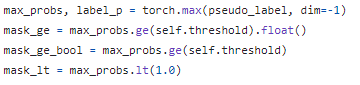 max_probs, label_p = torch.max(pseudo_label, dim=-1)
mask_ge = max_probs.ge(self.threshold).float()
mask_ge_bool = max_probs.ge(self.threshold)
mask_lt = max_probs.lt(1.0)